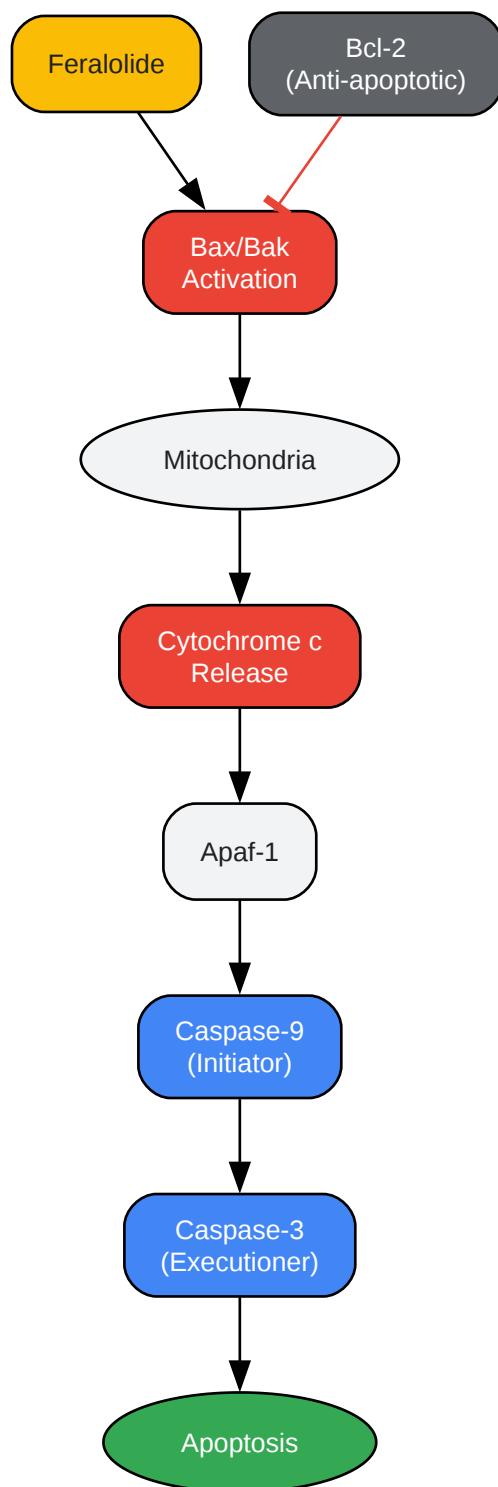 Feralolide
Bcl-2
(Anti-apoptotic)
Bax/Bak
Activation
Mitochondria
Cytochrome c
Release
Apaf-1
Caspase-9
(Initiator)
Caspase-3
(Executioner)
Apoptosis